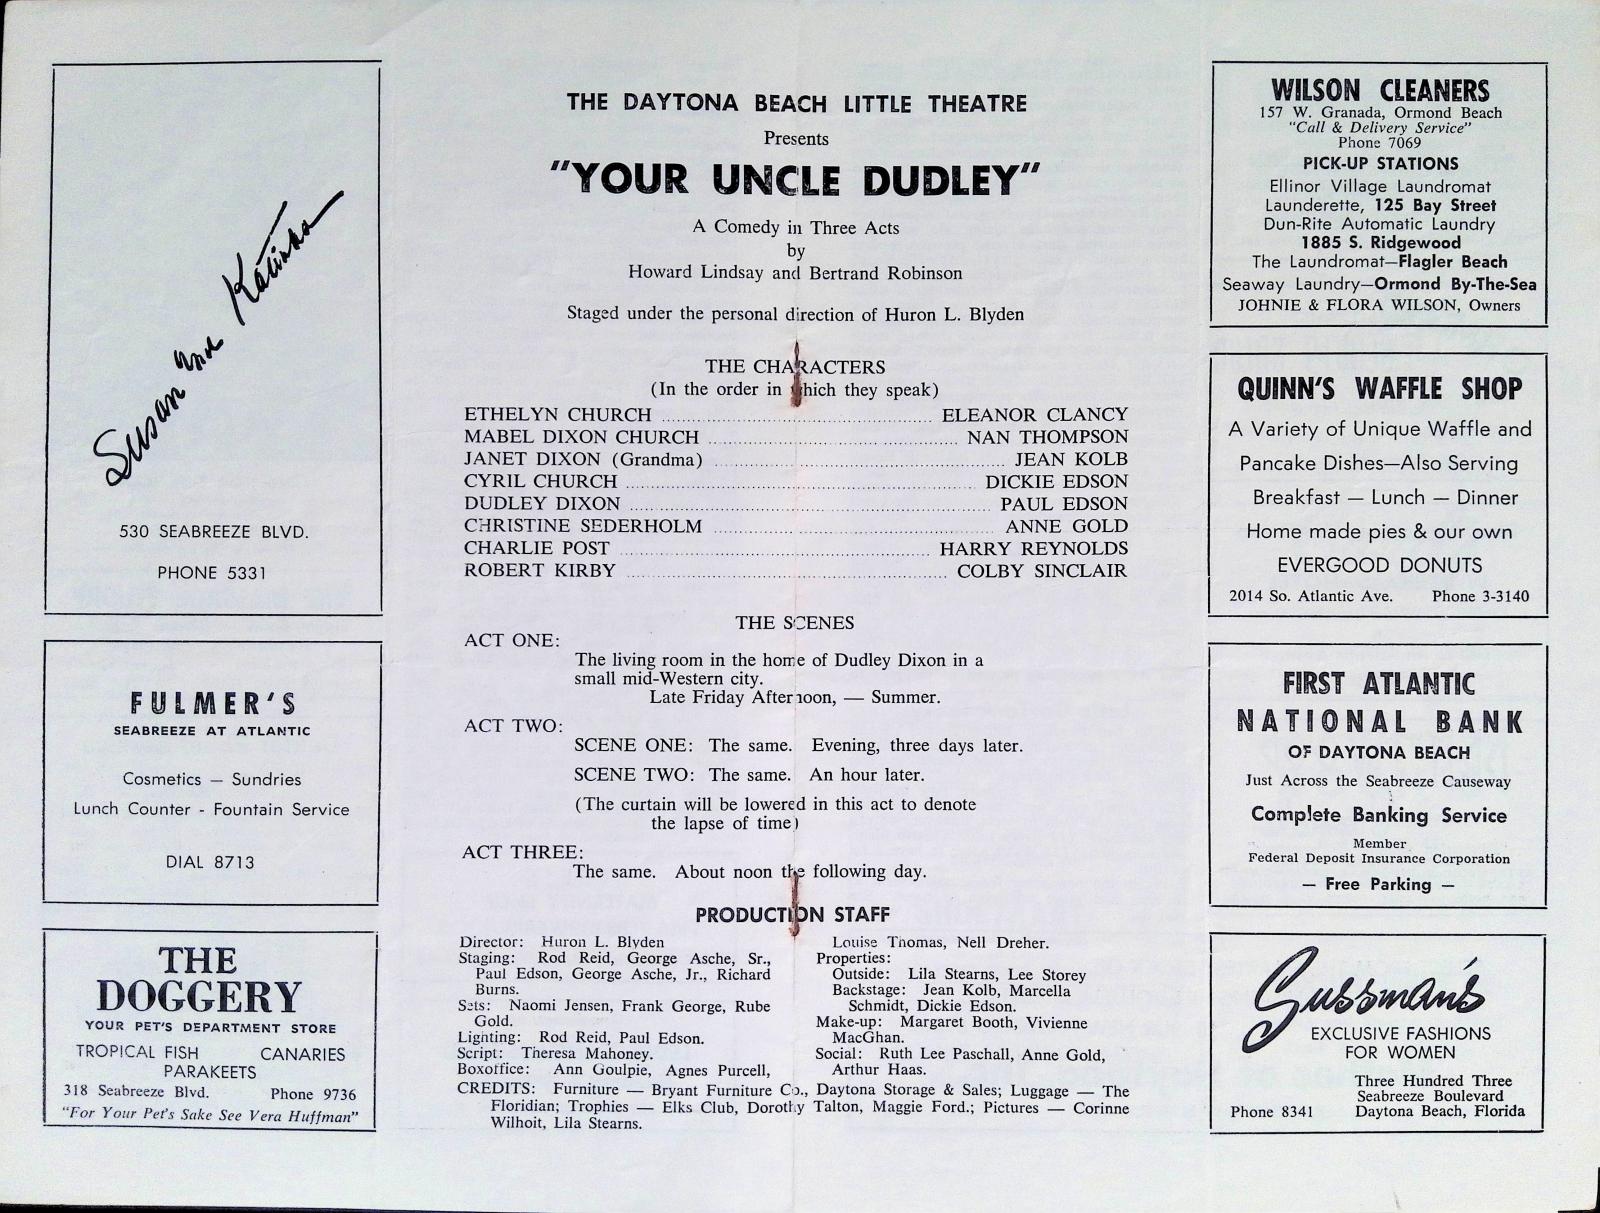 Susan and Katinka
530 SEABREEZE BLVD.
PHONE 5331
FULMER'S
SEABREEZE AT ATLANTIC
Cosmetics — Sundries
Lunch Counter - Fountain Service
DIAL 8713
THE
DOGGERY
YOUR PET'S DEPARTMENT STORE
TROPICAL FISH CANARIES
PARAKEETS
318 Seabreeze Blvd. Phone 9736
"For Your Pet's Sake See Vera Huffman"
THE DAYTONA BEACH LITTLE THEATRE
Presents
"YOUR UNCLE DUDLEY"
A Comedy in Three Acts
by
Howard Lindsay and Bertrand Robinson
Staged under the personal direction of Huron L. Blyden
THE CHARACTERS
(In the order in which they speak)
ETHELYN CHURCH ........ ELEANOR CLANCY
MABEL DIXON CHURCH ........ NAN THOMPSON
JANET DIXON (Grandma) ........ JEAN KOLB
CYRIL CHURCH ........ DICKIE EDSON
DUDLEY DIXON ........ PAUL EDSON
CHRISTINE SEDERHOLM ........ ANNE GOLD
CHARLIE POST ........ HARRY REYNOLDS
ROBERT KIRBY ........ COLBY SINCLAIR
THE SCENES
ACT ONE:
The living room in the home of Dudley Dixon in a
small mid-Western city.
Late Friday Afternoon, — Summer.
ACT TWO:
SCENE ONE: The same. Evening, three days later.
SCENE TWO: The same. An hour later.
(The curtain will be lowered in this act to denote
the lapse of time)
ACT THREE:
The same. About noon the following day.
PRODUCTION STAFF
Director: Huron L. Blyden
Staging: Rod Reid, George Asche, Sr.,
Paul Edson, George Asche, Jr., Richard
Burns.
Sets: Naomi Jensen, Frank George, Rube
Gold.
Lighting: Rod Reid, Paul Edson.
Script: Theresa Mahoney.
Boxoffice: Ann Goulpie, Agnes Purcell,
Louise Thomas, Nell Dreher.
Properties:
Outside: Lila Stearns, Lee Storey
Backstage: Jean Kolb, Marcella
Schmidt, Dickie Edson.
Make-up: Margaret Booth, Vivienne
MacGhan.
Social: Ruth Lee Paschall, Anne Gold,
Arthur Haas.
CREDITS: Furniture — Bryant Furniture Co., Daytona Storage & Sales; Luggage — The
Floridian; Trophies — Elks Club, Dorothy Talton, Maggie Ford.; Pictures — Corinne
Wilhoit, Lila Stearns.
WILSON CLEANERS
157 W. Granada, Ormond Beach
"Call & Delivery Service"
Phone 7069
PICK-UP STATIONS
Ellinor Village Laundromat
Launderette, 125 Bay Street
Dun-Rite Automatic Laundry
1885 S. Ridgewood
The Laundromat—Flagler Beach
Seaway Laundry—Ormond By-The-Sea
JOHNIE & FLORA WILSON, Owners
QUINN'S WAFFLE SHOP
A Variety of Unique Waffle and
Pancake Dishes—Also Serving
Breakfast — Lunch — Dinner
Home made pies & our own
EVERGOOD DONUTS
2014 So. Atlantic Ave. Phone 3-3140
FIRST ATLANTIC
NATIONAL BANK
OF DAYTONA BEACH
Just Across the Seabreeze Causeway
Complete Banking Service
Member
Federal Deposit Insurance Corporation
— Free Parking —
Sussman's
EXCLUSIVE FASHIONS
FOR WOMEN
Three Hundred Three
Seabreeze Boulevard
Phone 8341 Daytona Beach, Florida